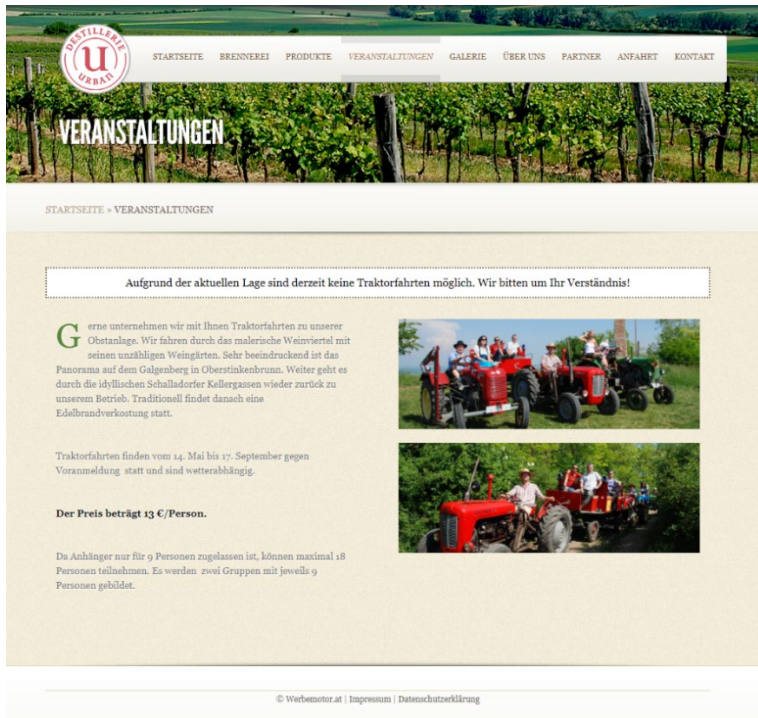 DESTILLERIE
U
URBAN
STARTSEITE BRENNEREI PRODUKTE VERANSTALTUNGEN GALERIE ÜBER UNS PARTNER ANFAHRT KONTAKT
VERANSTALTUNGEN
STARTSEITE » VERANSTALTUNGEN
Aufgrund der aktuellen Lage sind derzeit keine Traktorfahrten möglich. Wir bitten um Ihr Verständnis!
Gerne unternehmen wir mit Ihnen Traktorfahrten zu unserer
Obstanlage. Wir fahren durch das malerische Weinviertel mit
seinen unzähligen Weingärten. Sehr beeindruckend ist das
Panorama auf dem Galgenberg in Oberstinkenbrunn. Weiter geht es
durch die idyllischen Schalladorfer Kellergassen wieder zurück zu
unserem Betrieb. Traditionell findet danach eine
Edelbrandverkostung statt.
Traktorfahrten finden vom 14. Mai bis 17. September gegen
Voranmeldung statt und sind wetterabhängig.
Der Preis beträgt 13 €/Person.
Da Anhänger nur für 9 Personen zugelassen ist, können maximal 18
Personen teilnehmen. Es werden zwei Gruppen mit jeweils 9
Personen gebildet.
© Werbemotor.at | Impressum | Datenschutzerklärung